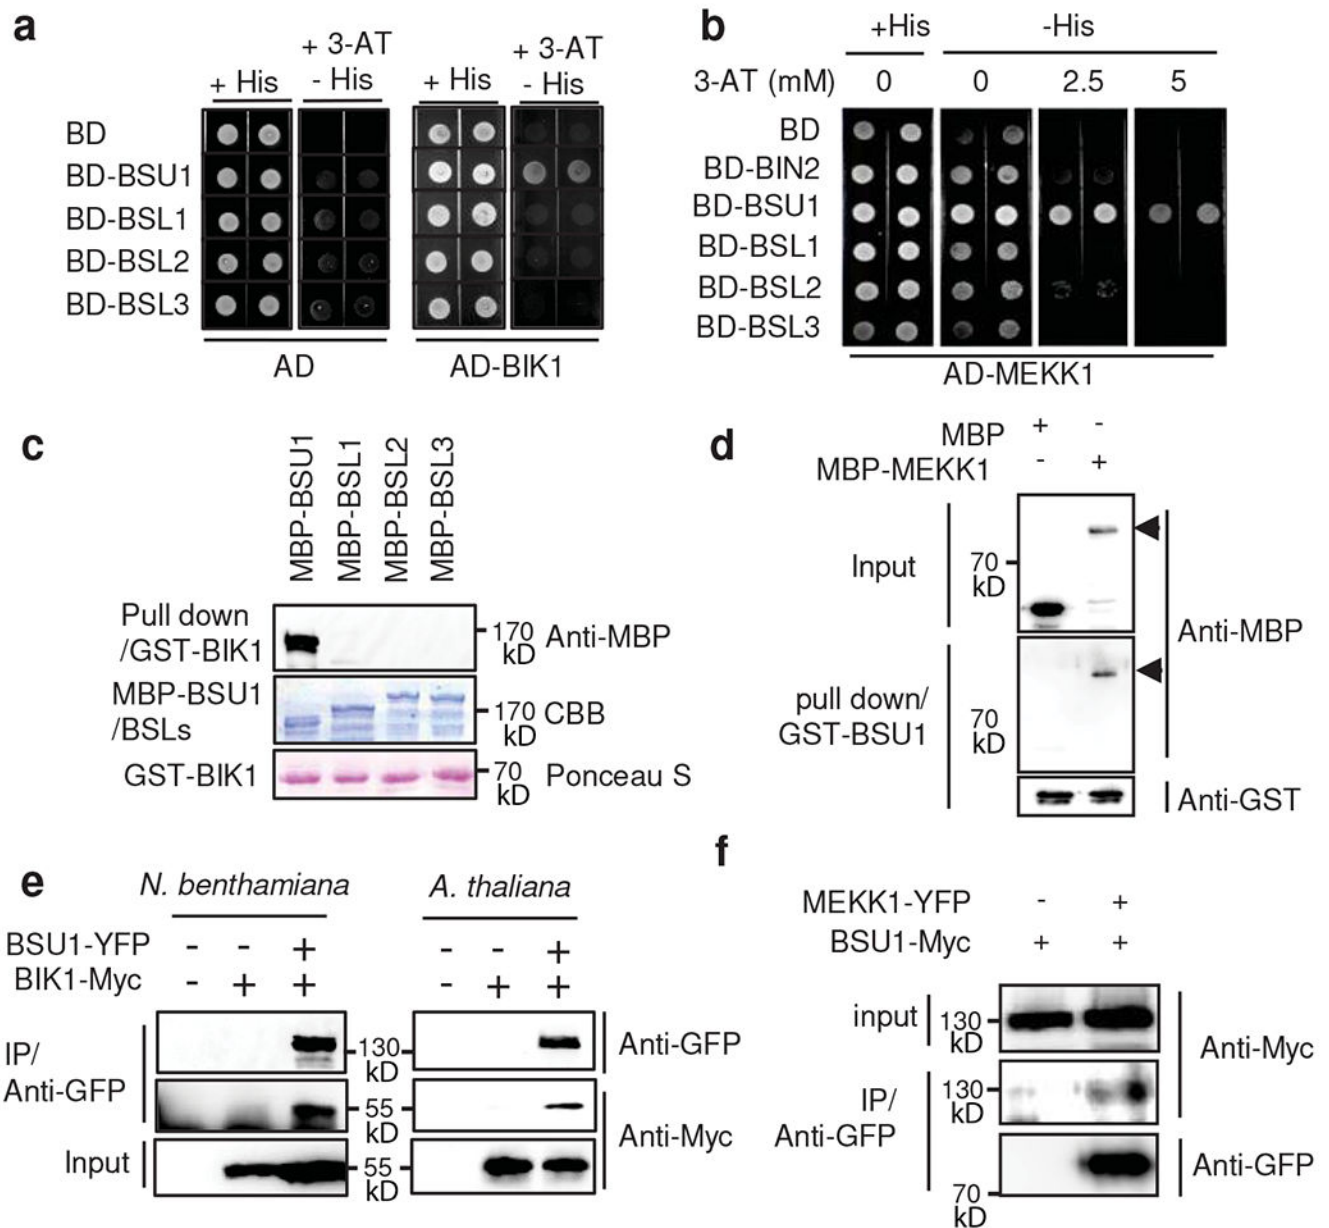 a
+ 3-AT
+ 3-AT
+ His
- His
+ His
- His
BD
BD-BSU1
BD-BSL1
BD-BSL2
BD-BSL3
AD
AD-BIK1
b
+His
-His
3-AT (mM)
0
0
2.5
5
BD
BD-BIN2
BD-BSU1
BD-BSL1
BD-BSL2
BD-BSL3
AD-MEKK1
c
MBP-BSU1
MBP-BSL1
MBP-BSL2
MBP-BSL3
Pull down
/GST-BIK1
170
kD
Anti-MBP
MBP-BSU1
/BSLs
170
kD
CBB
GST-BIK1
70
kD
Ponceau S
d
MBP + -
MBP-MEKK1 - +
Input
70
kD
pull down/
GST-BSU1
70
kD
Anti-MBP
Anti-GST
e
N. benthamiana
A. thaliana
BSU1-YFP - - + - - +
BIK1-Myc - + + - + +
IP/
Anti-GFP
130
kD
Anti-GFP
55
kD
Anti-Myc
Input
55
kD
f
MEKK1-YFP - +
BSU1-Myc + +
input
130
kD
Anti-Myc
IP/
Anti-GFP
130
kD
Anti-GFP
70
kD